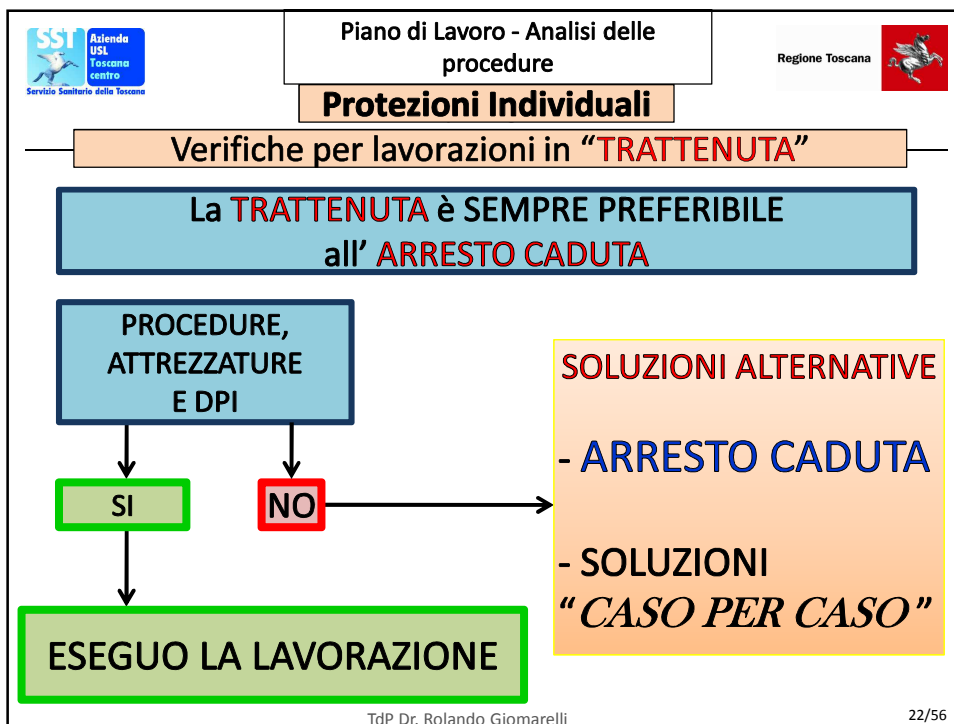 SST
Azienda
USL
Toscana
centro
Servizio Sanitario della Toscana
Piano di Lavoro - Analisi delle
procedure
Regione Toscana
Protezioni Individuali
Verifiche per lavorazioni in “TRATTENUTA”
La TRATTENUTA è SEMPRE PREFERIBILE
all’ ARRESTO CADUTA
PROCEDURE,
ATTREZZATURE
E DPI
SI
NO
SOLUZIONI ALTERNATIVE
- ARRESTO CADUTA
- SOLUZIONI
“CASO PER CASO”
ESEGUO LA LAVORAZIONE
TdP Dr. Rolando Giomarelli
22/56